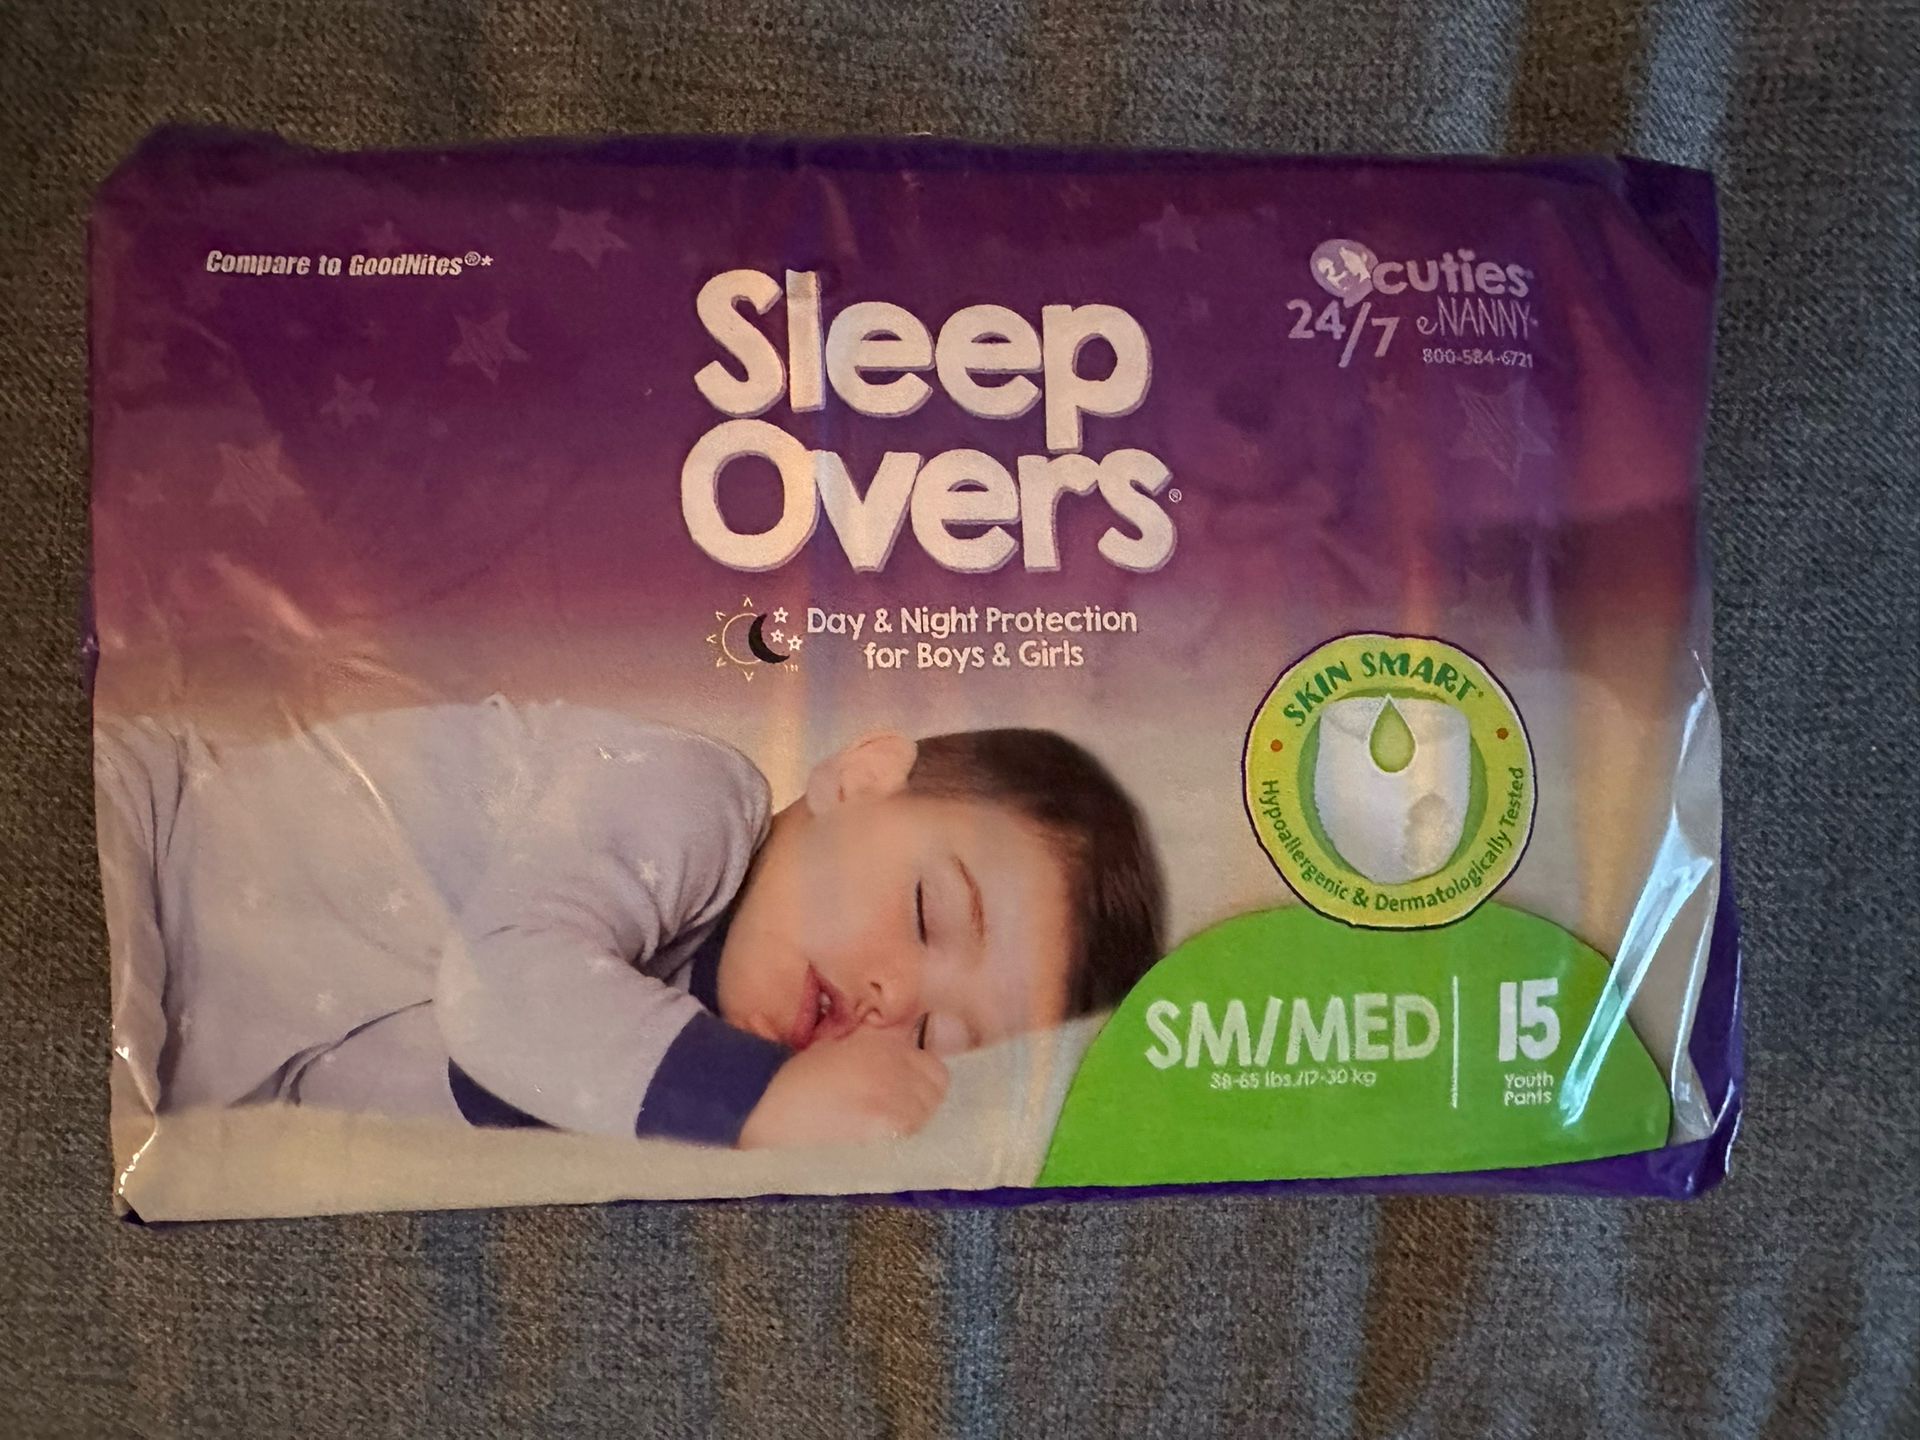 Compare to GoodNites®*
Sleep
Overs®
Day & Night Protection
for Boys & Girls
cuties®
24/7 eNANNY™
800-584-6721
SKIN SMART
Hypoallergenic & Dermatologically Tested
SM/MED
38-65 lbs./17-30 kg
15
Youth
Pants